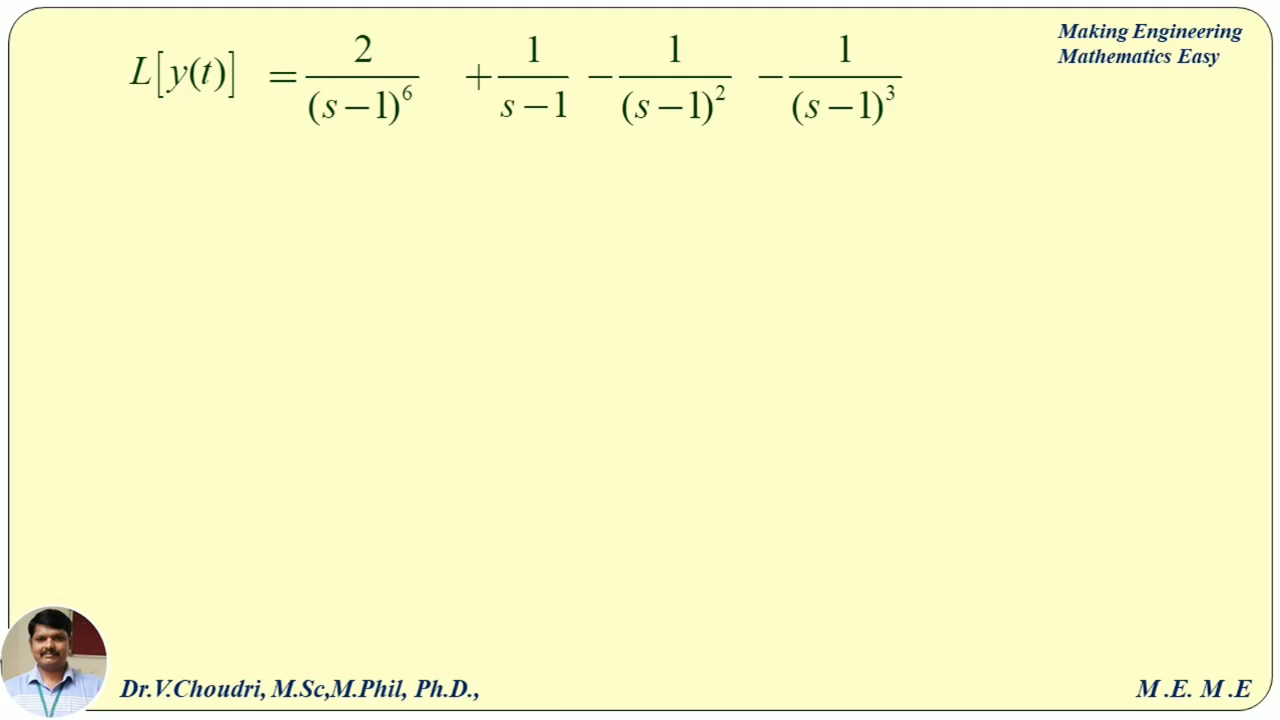 Making Engineering
Mathematics Easy
L[y(t)] = 2/(s−1)⁶ + 1/(s−1) − 1/(s−1)² − 1/(s−1)³
Dr.V.Choudri, M.Sc,M.Phil, Ph.D.,
M .E. M .E